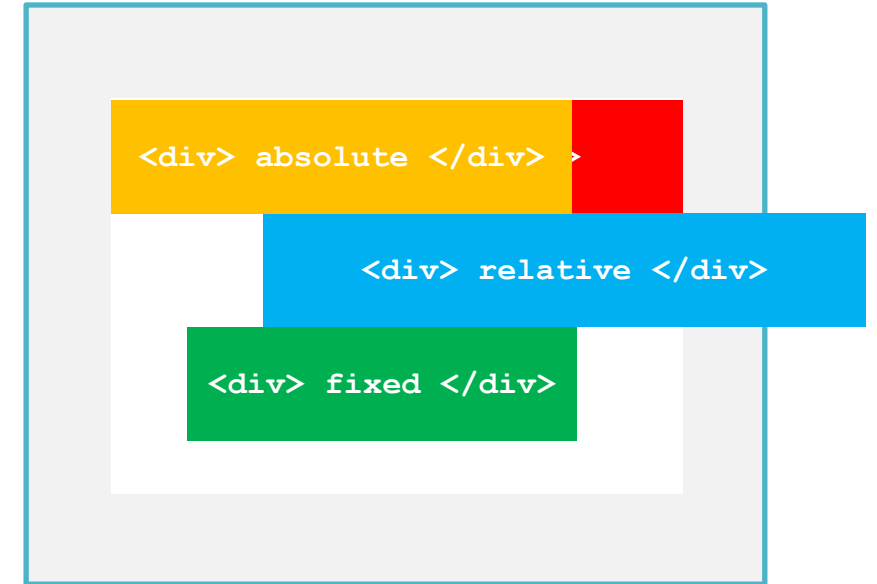 <div> absolute </div> >
<div> relative </div>
<div> fixed </div>